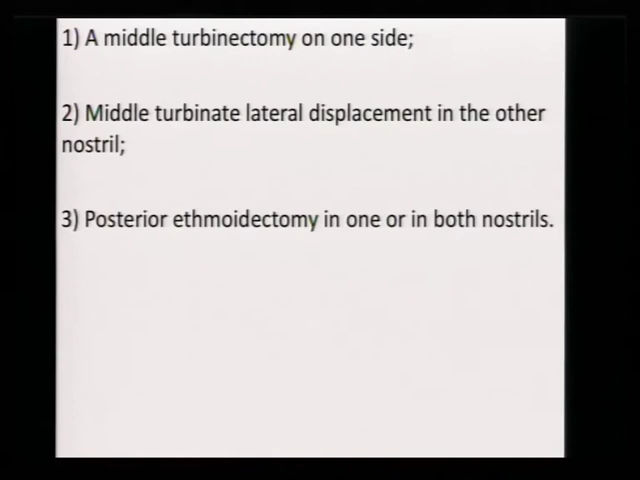 1) A middle turbinectomy on one side;
2) Middle turbinate lateral displacement in the other
nostril;
3) Posterior ethmoidectomy in one or in both nostrils.